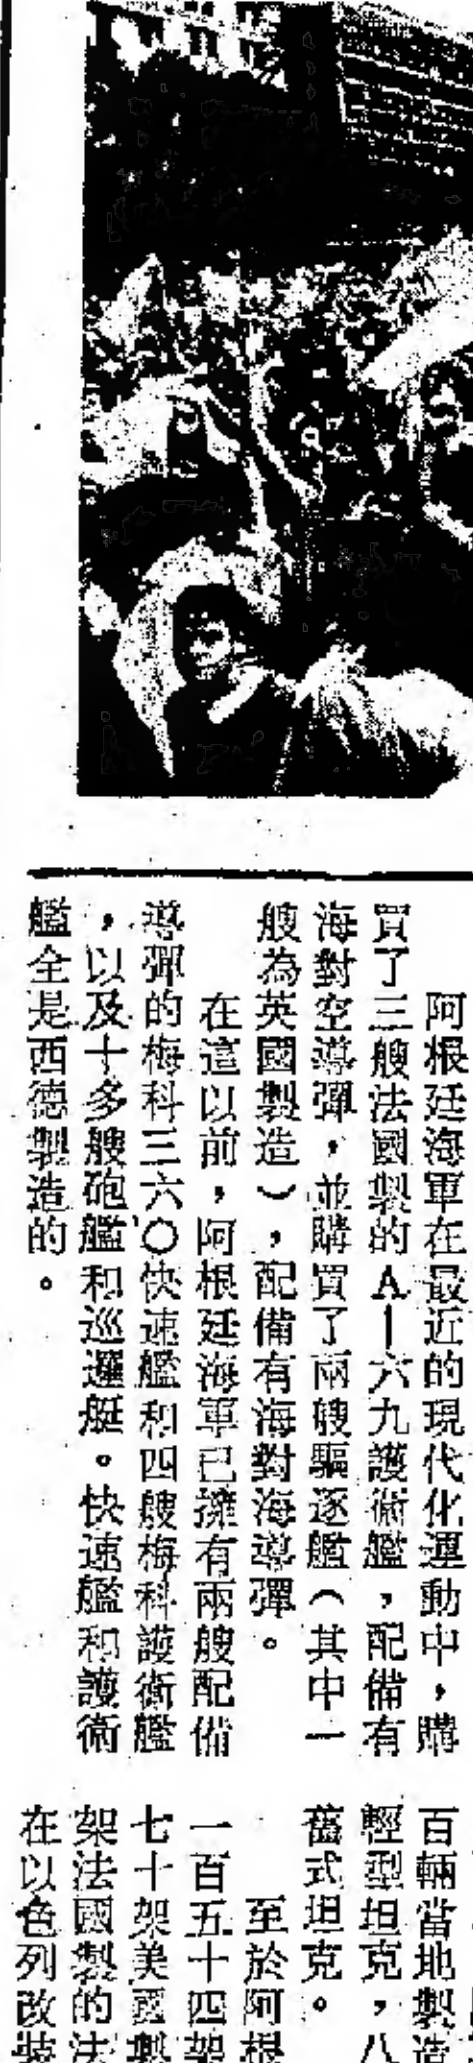 阿根廷海軍在最近的現代化運動中，購
買了三艘法國製的A—六九護衛艦，配備有
海對空導彈，並購買了兩艘驅逐艦（其中一
艘為英國製造），配備有海對海導彈。
在這以前，阿根廷海軍已擁有兩艘配備
導彈的梅科三六〇快速艦和四艘梅科護衛艦
，以及十多艘砲艦和巡邏艇。快速艦和護衛
艦全是西德製造的。
百輛當地製造
輕型坦克，八
舊式坦克。
至於阿根
一百五十四架
七十架美國製
架法國製的法
在以色列改裝